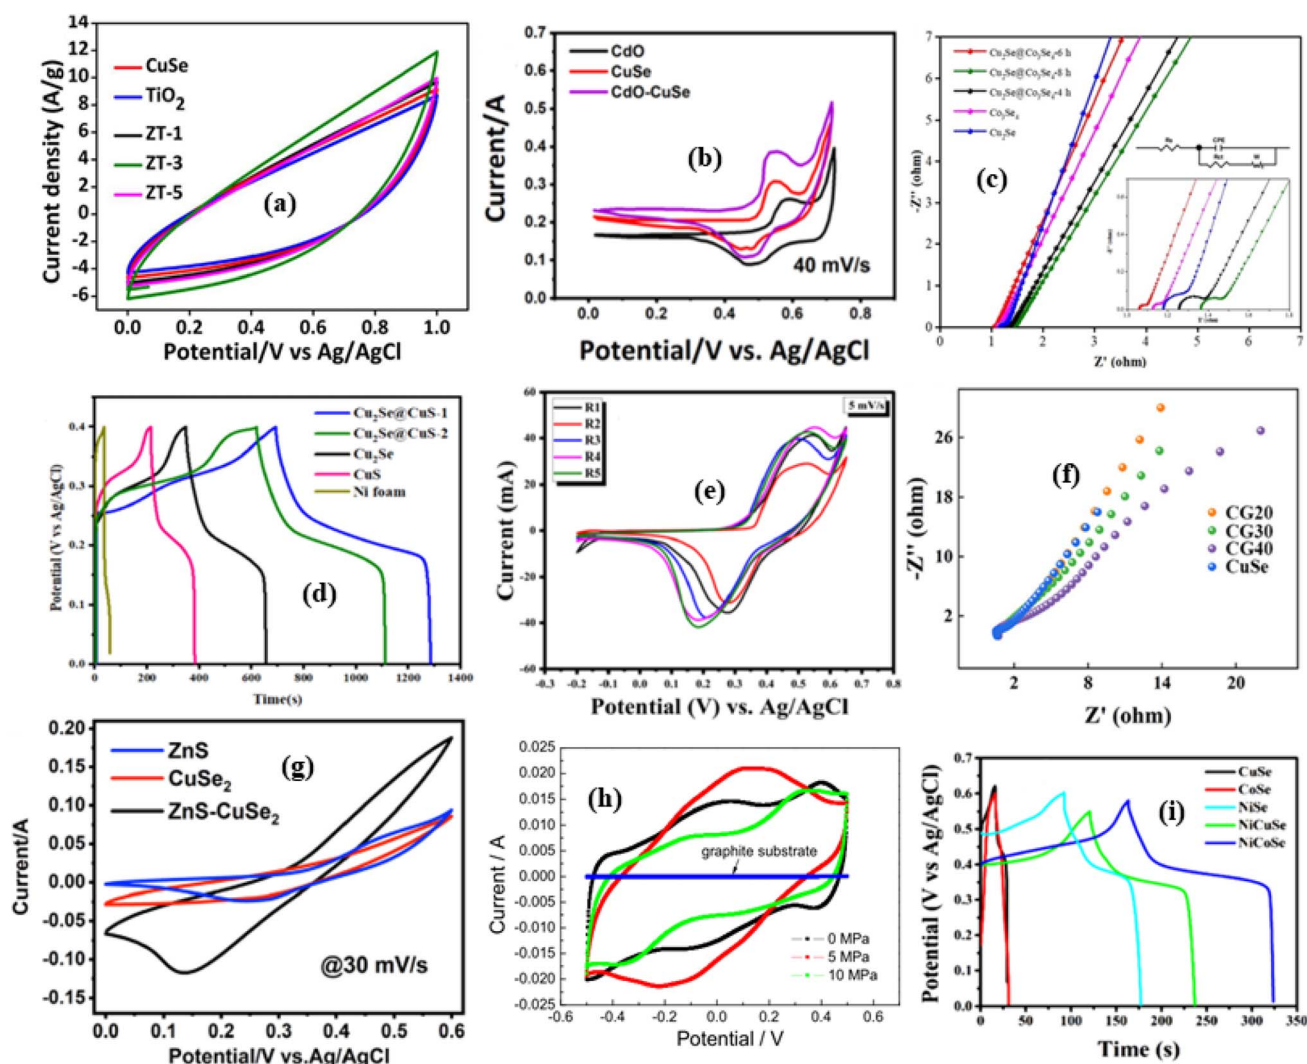 14
12
10
8
6
4
2
0
-2
-4
-6
Current density (A/g)
CuSe
TiO2
ZT-1
ZT-3
ZT-5
(a)
0.0 0.2 0.4 0.6 0.8 1.0
Potential/V vs Ag/AgCl
0.7
0.6
0.5
0.4
0.3
0.2
0.1
0.0
Current/A
CdO
CuSe
CdO-CuSe
(b)
40 mV/s
0.0 0.2 0.4 0.6 0.8
Potential/V vs. Ag/AgCl
7
6
5
4
3
2
1
0
-Z'' (ohm)
Cu2Se@Co3Se4-6 h
Cu2Se@Co3Se4-8 h
Cu2Se@Co3Se4-4 h
Co3Se4
Cu2Se
(c)
Rs CPE
Rct W
Z' (ohm)
1.0 1.2 1.4 1.6 1.8
0 1 2 3 4 5 6 7
Z' (ohm)
0.4
0.3
0.2
0.1
0.0
Potential (V vs Ag/AgCl)
Cu2Se@CuS-1
Cu2Se@CuS-2
Cu2Se
CuS
Ni foam
(d)
0 200 400 600 800 1000 1200 1400
Time(s)
60
40
20
0
-20
-40
-60
Current (mA)
R1
R2
R3
R4
R5
5 mV/s
(e)
-0.3 -0.2 -0.1 0.0 0.1 0.2 0.3 0.4 0.5 0.6 0.7 0.8
Potential (V) vs. Ag/AgCl
26
18
10
2
-Z'' (ohm)
(f)
CG20
CG30
CG40
CuSe
2 8 14 20
Z' (ohm)
0.20
0.15
0.10
0.05
0.00
-0.05
-0.10
-0.15
Current/A
ZnS
CuSe2
ZnS-CuSe2
(g)
@30 mV/s
0.0 0.1 0.2 0.3 0.4 0.5 0.6
Potential/V vs.Ag/AgCl
0.025
0.020
0.015
0.010
0.005
0.000
-0.005
-0.010
-0.015
-0.020
-0.025
Current / A
(h)
graphite substrate
0 MPa
5 MPa
10 MPa
-0.6 -0.4 -0.2 0.0 0.2 0.4 0.6
Potential / V
0.7
0.6
0.5
0.4
0.3
0.2
0.1
0.0
Potential (V vs Ag/AgCl)
CuSe
CoSe
NiSe
NiCuSe
NiCoSe
(i)
0 50 100 150 200 250 300 350
Time (s)